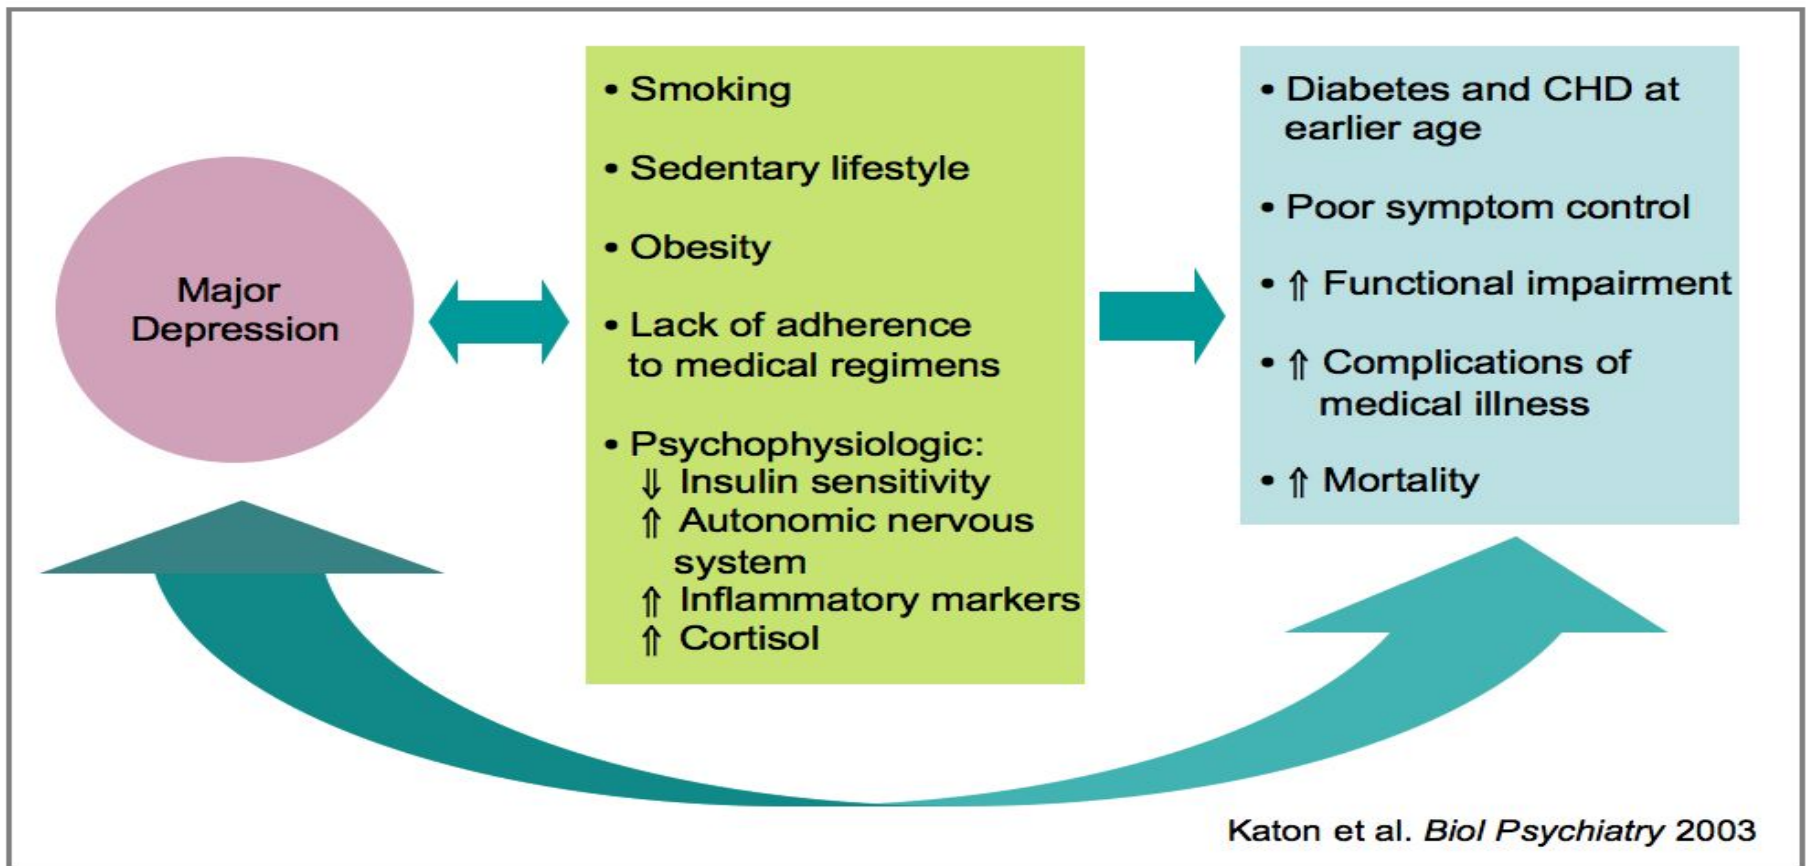 Major
Depression
• Smoking
• Sedentary lifestyle
• Obesity
• Lack of adherence
to medical regimens
• Psychophysiologic:
⇓ Insulin sensitivity
⇑ Autonomic nervous
system
⇑ Inflammatory markers
⇑ Cortisol
• Diabetes and CHD at
earlier age
• Poor symptom control
• ⇑ Functional impairment
• ⇑ Complications of
medical illness
• ⇑ Mortality
Katon et al. Biol Psychiatry 2003